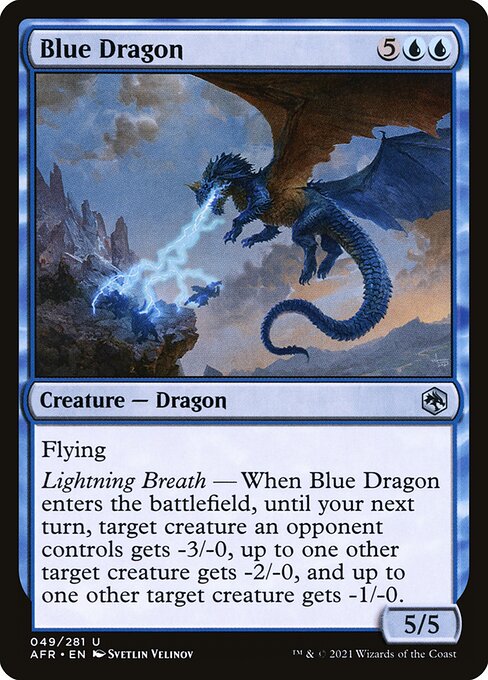 Blue Dragon 5
Creature — Dragon
Flying
Lightning Breath — When Blue Dragon
enters the battlefield, until your next
turn, target creature an opponent
controls gets -3/-0, up to one other
target creature gets -2/-0, and up to
one other target creature gets -1/-0.
5/5
049/281 U
AFR • EN Svetlin Velinov
™ & © 2021 Wizards of the Coast